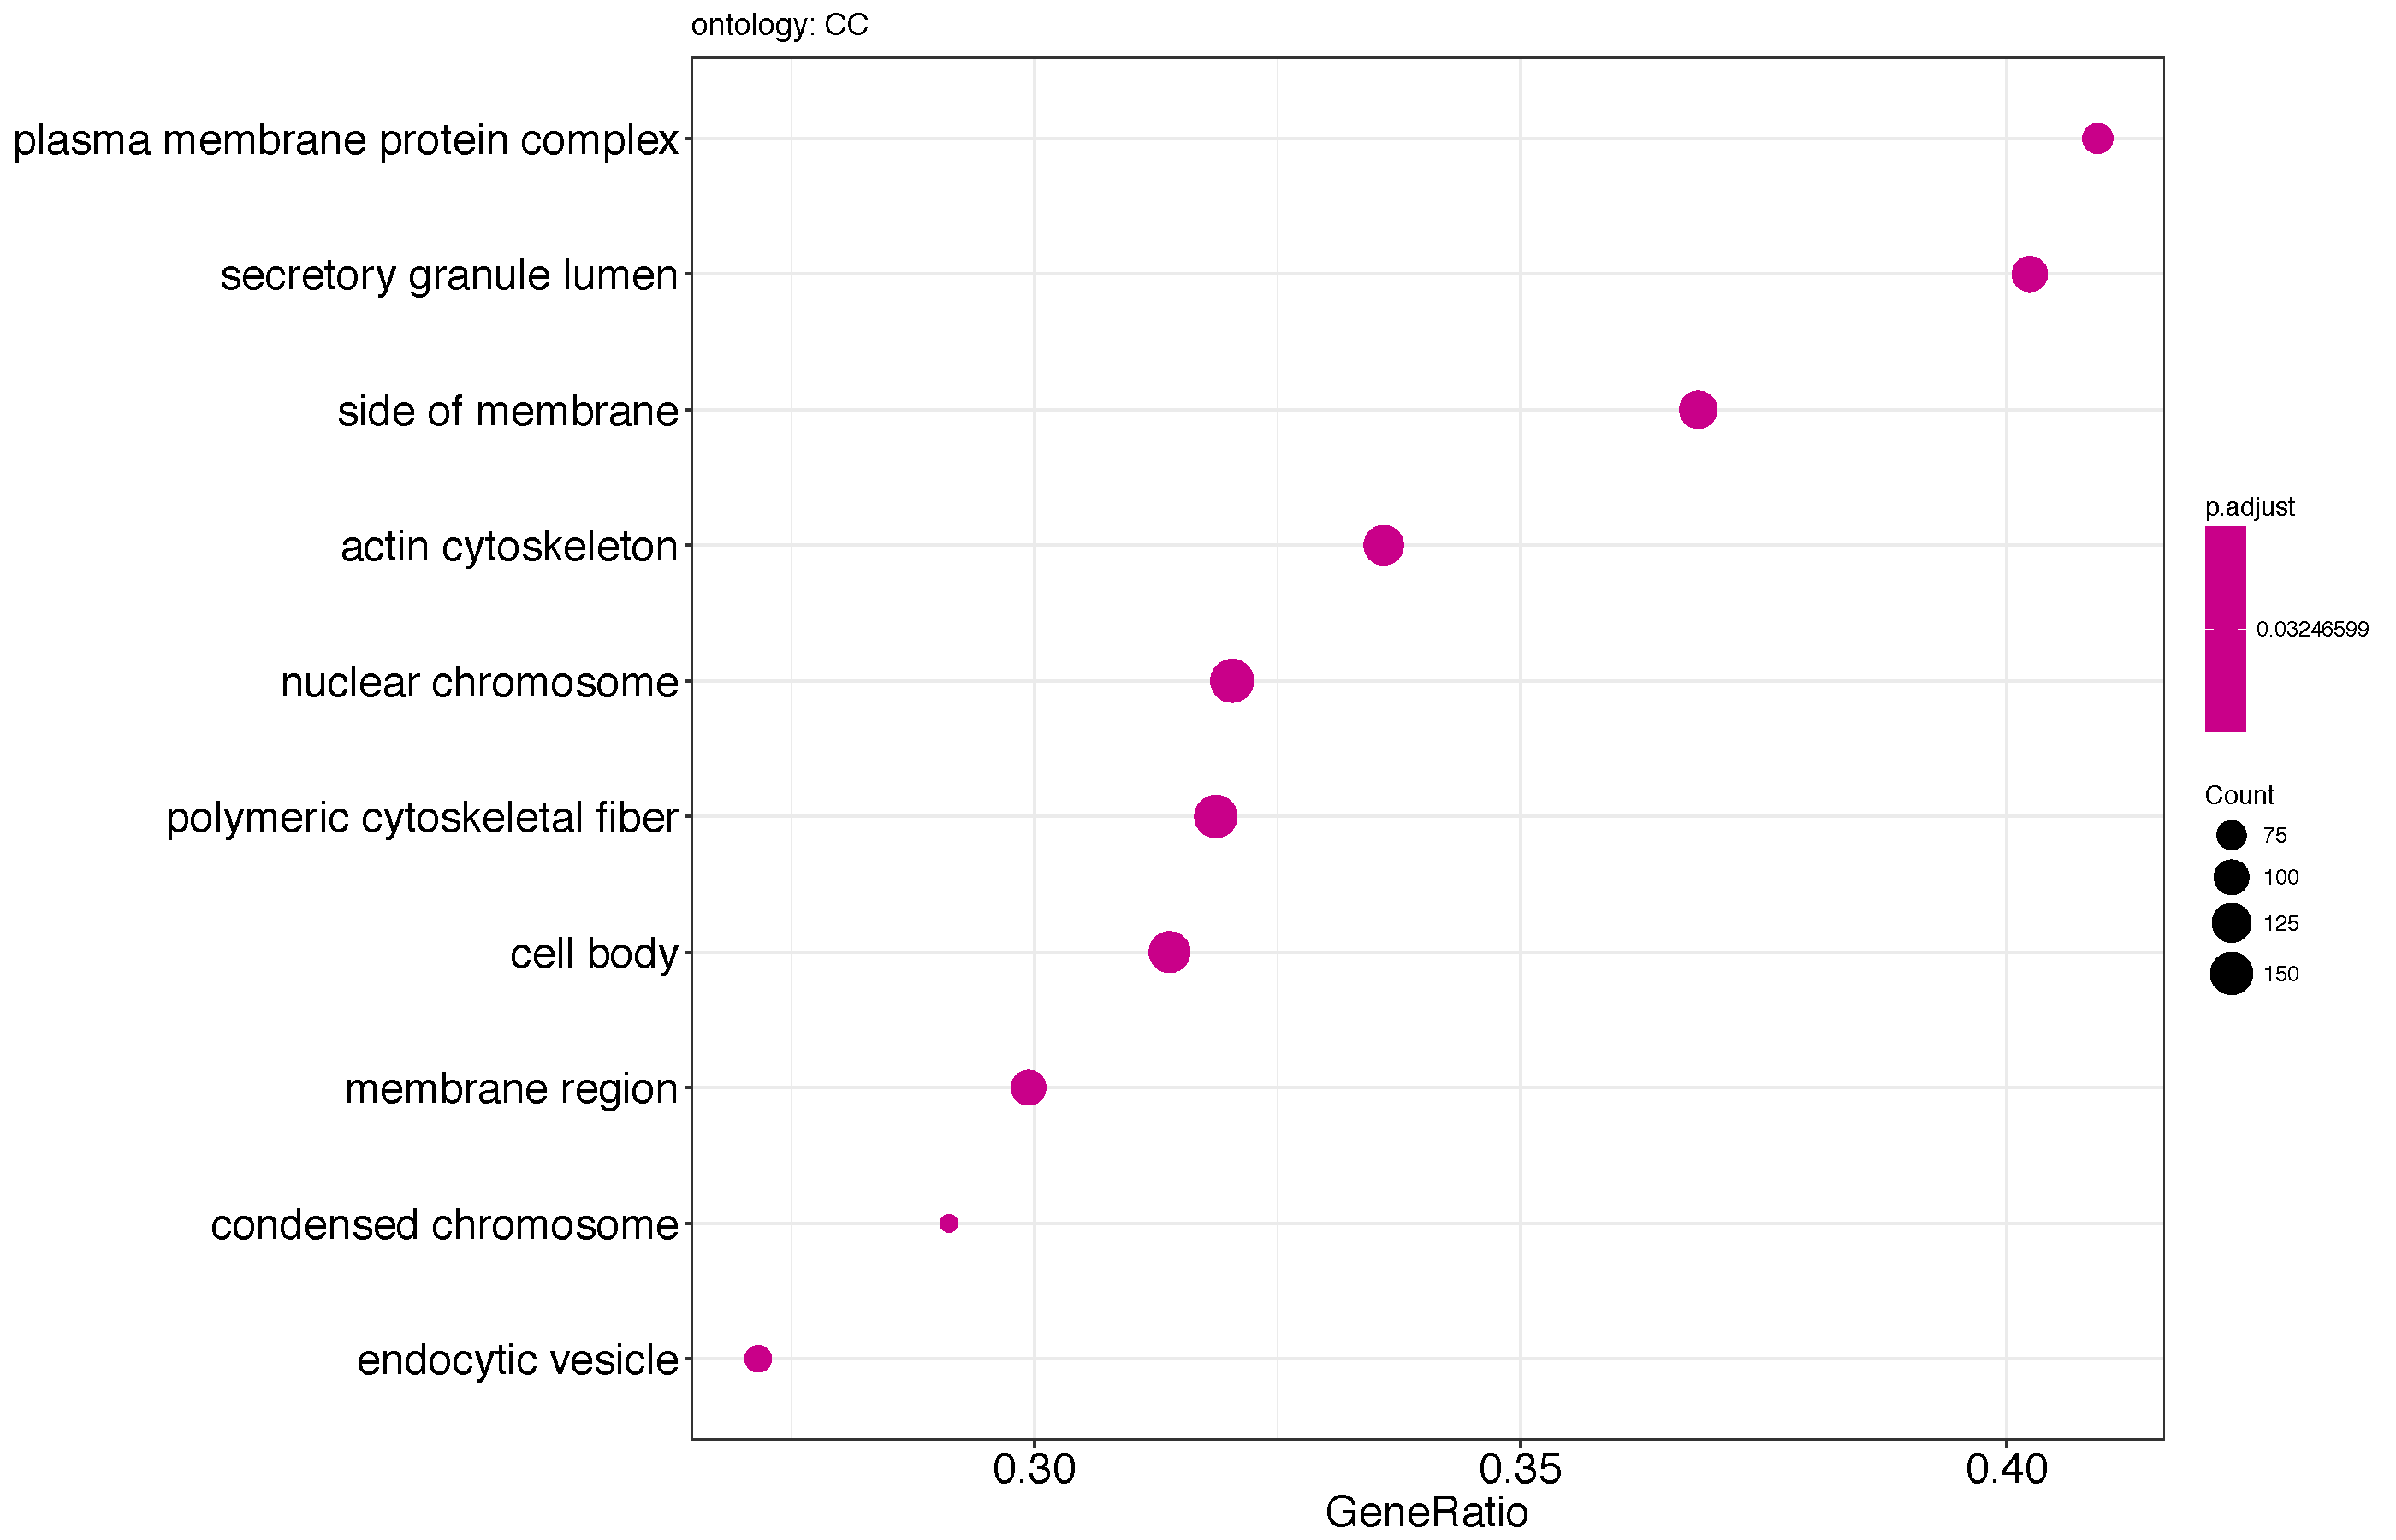 ontology: CC
plasma membrane protein complex
secretory granule lumen
side of membrane
actin cytoskeleton
nuclear chromosome
polymeric cytoskeletal fiber
cell body
membrane region
condensed chromosome
endocytic vesicle
0.30 0.35 0.40
GeneRatio
p.adjust
0.03246599
Count
75
100
125
150